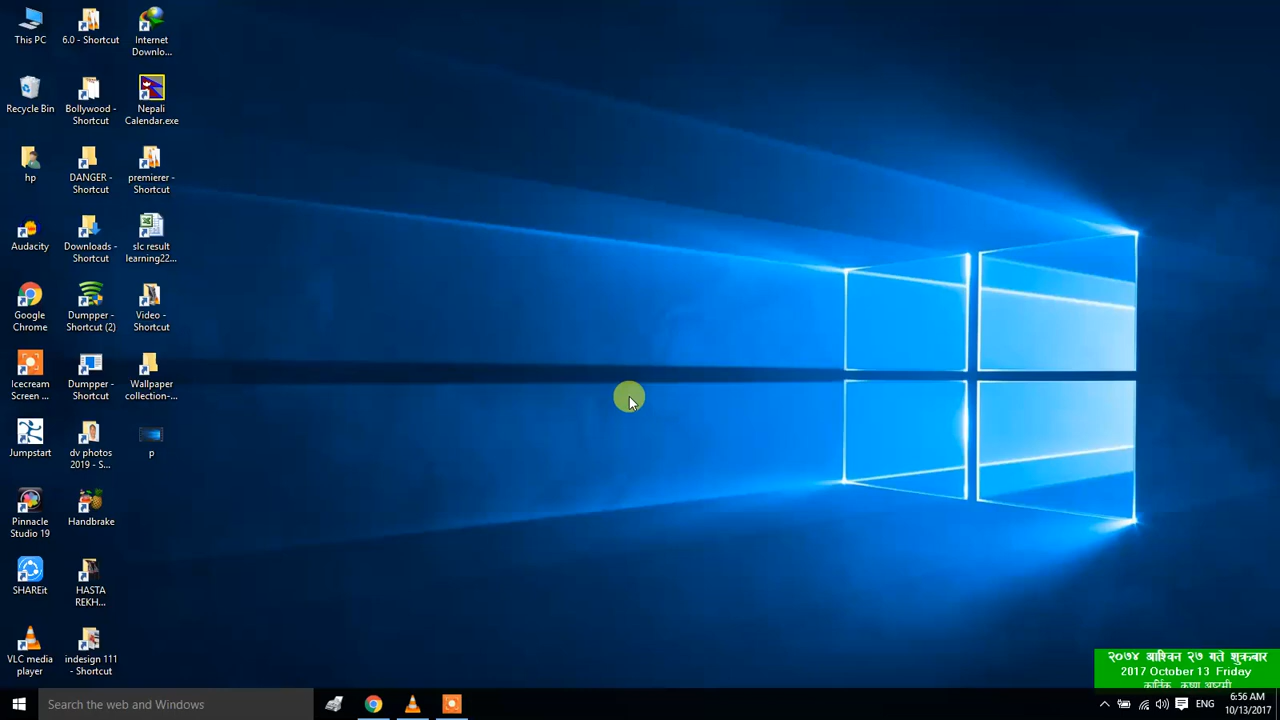 This PC
6.0 - Shortcut
Internet
Downlo...
Recycle Bin
Bollywood -
Shortcut
Nepali
Calendar.exe
hp
DANGER -
Shortcut
premierer -
Shortcut
Audacity
Downloads -
Shortcut
slc result
learning22...
Google
Chrome
Dumpper -
Shortcut (2)
Video -
Shortcut
Icecream
Screen ...
Dumpper -
Shortcut
Wallpaper
collection-...
Jumpstart
dv photos
2019 - S...
p
Pinnacle
Studio 19
Handbrake
SHAREit
HASTA
REKH...
VLC media
player
indesign 111
- Shortcut
२०७४ आश्विन २७ गते शुक्रबार
2017 October 13 Friday
कार्तिक कृष्ण अष्टमी
Search the web and Windows
ENG
6:56 AM
10/13/2017